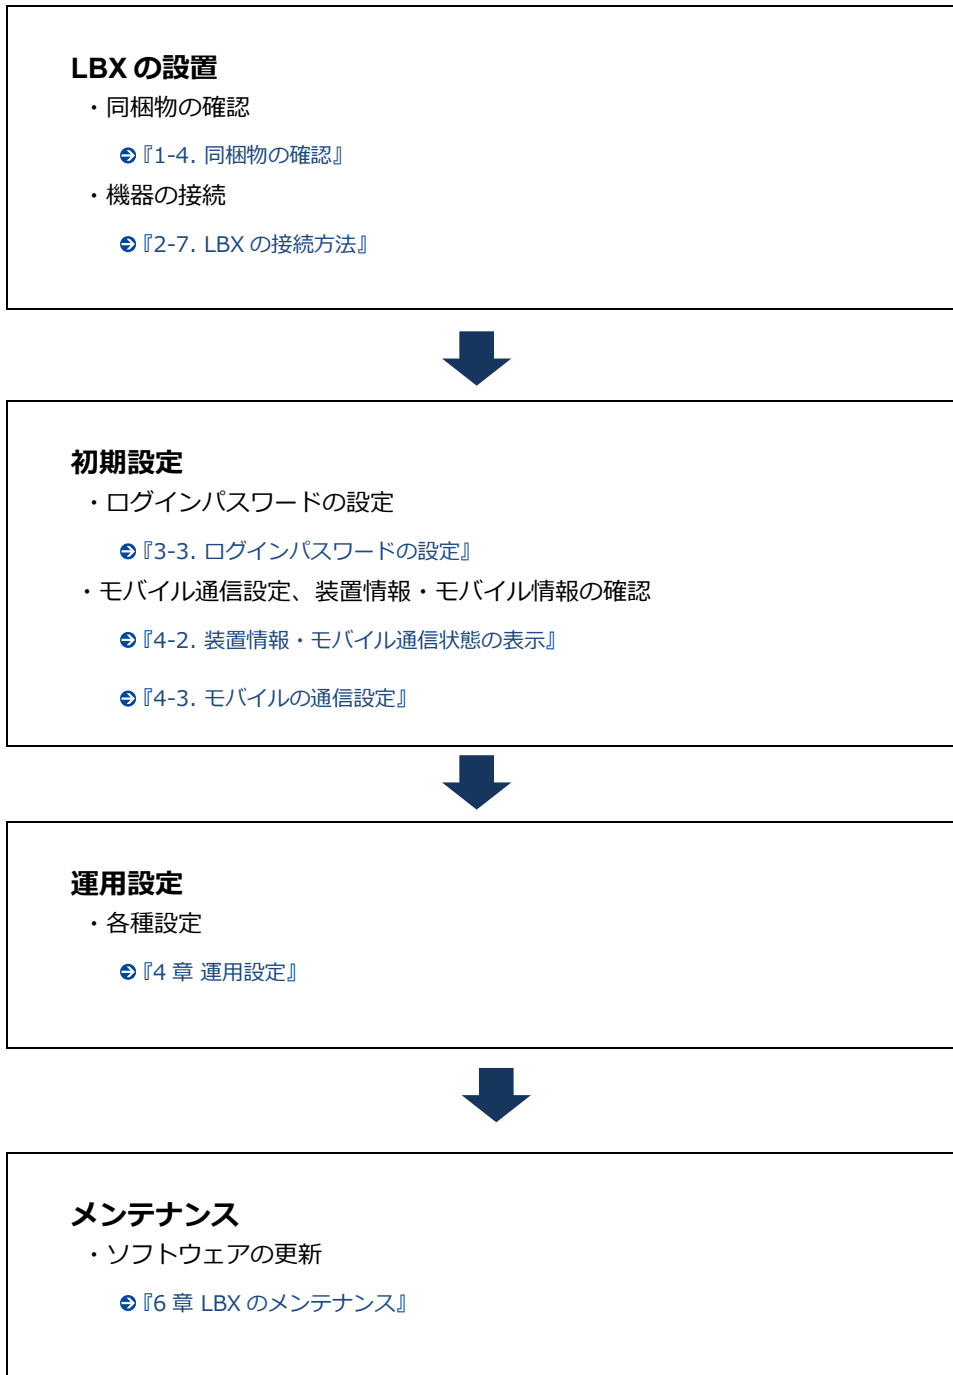 LBX の設置
・同梱物の確認
『1-4. 同梱物の確認』
・機器の接続
『2-7. LBX の接続方法』
初期設定
・ログインパスワードの設定
『3-3. ログインパスワードの設定』
・モバイル通信設定、装置情報・モバイル情報の確認
『4-2. 装置情報・モバイル通信状態の表示』
『4-3. モバイルの通信設定』
運用設定
・各種設定
『4 章 運用設定』
メンテナンス
・ソフトウェアの更新
『6 章 LBX のメンテナンス』